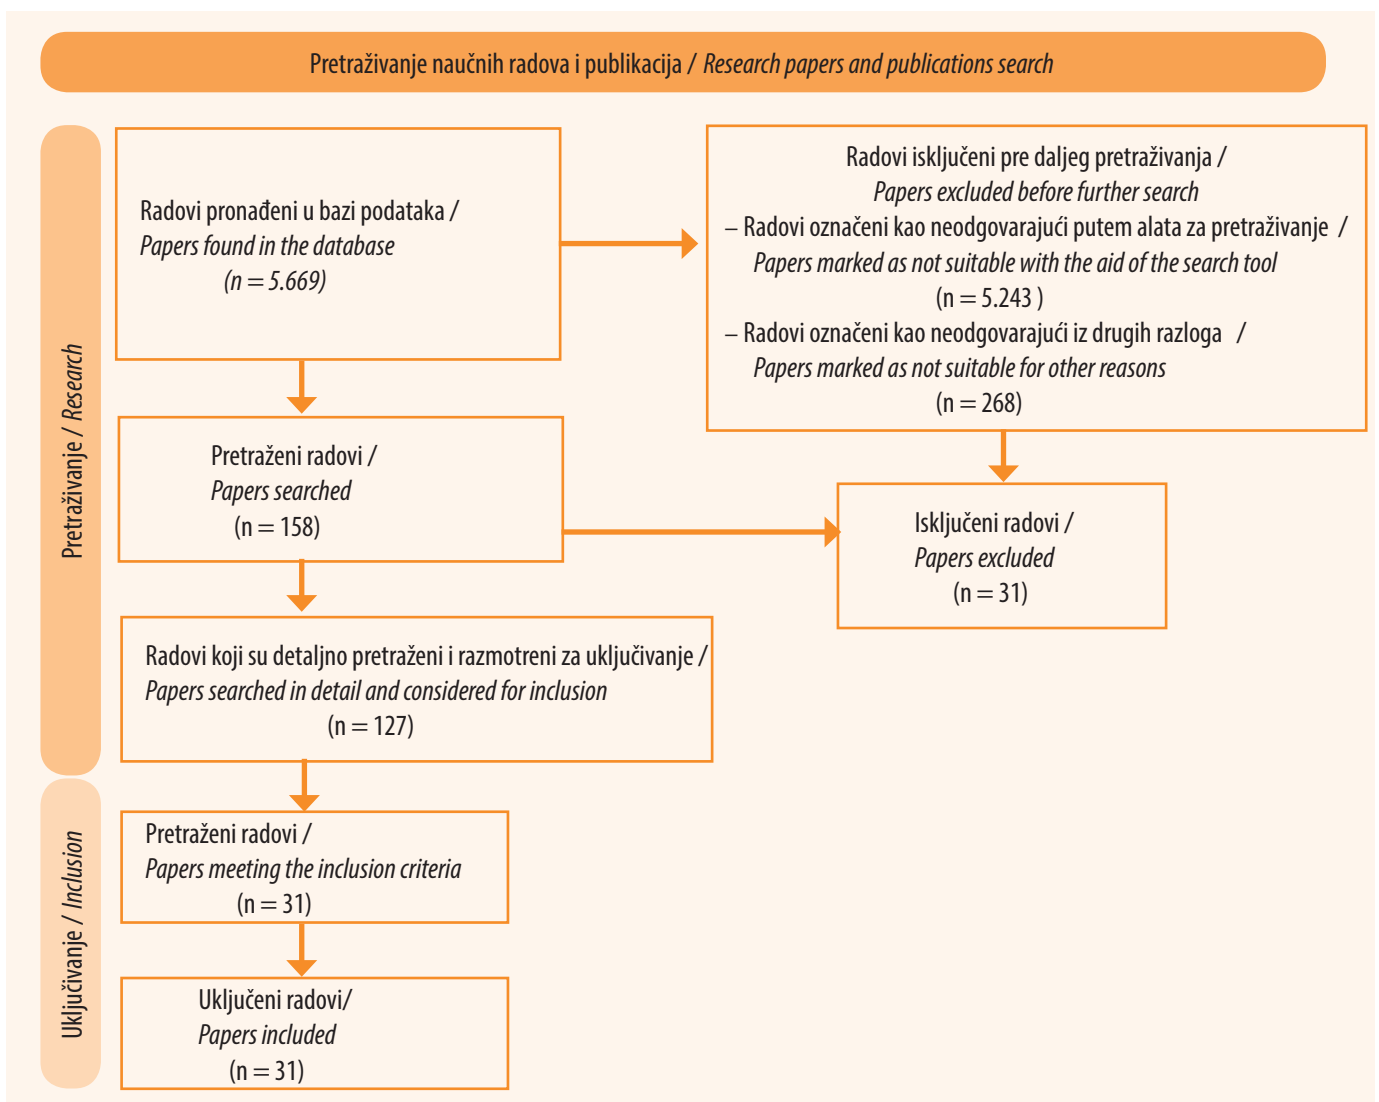 Pretraživanje naučnih radova i publikacija / Research papers and publications search
Pretraživanje / Research
Radovi pronađeni u bazi podataka /
Papers found in the database
(n = 5.669)
Radovi isključeni pre daljeg pretraživanja /
Papers excluded before further search
– Radovi označeni kao neodgovarajući putem alata za pretraživanje /
Papers marked as not suitable with the aid of the search tool
(n = 5.243 )
– Radovi označeni kao neodgovarajući iz drugih razloga /
Papers marked as not suitable for other reasons
(n = 268)
Pretraženi radovi /
Papers searched
(n = 158)
Isključeni radovi /
Papers excluded
(n = 31)
Radovi koji su detaljno pretraženi i razmotreni za uključivanje /
Papers searched in detail and considered for inclusion
(n = 127)
Uključivanje / Inclusion
Pretraženi radovi /
Papers meeting the inclusion criteria
(n = 31)
Uključeni radovi/
Papers included
(n = 31)